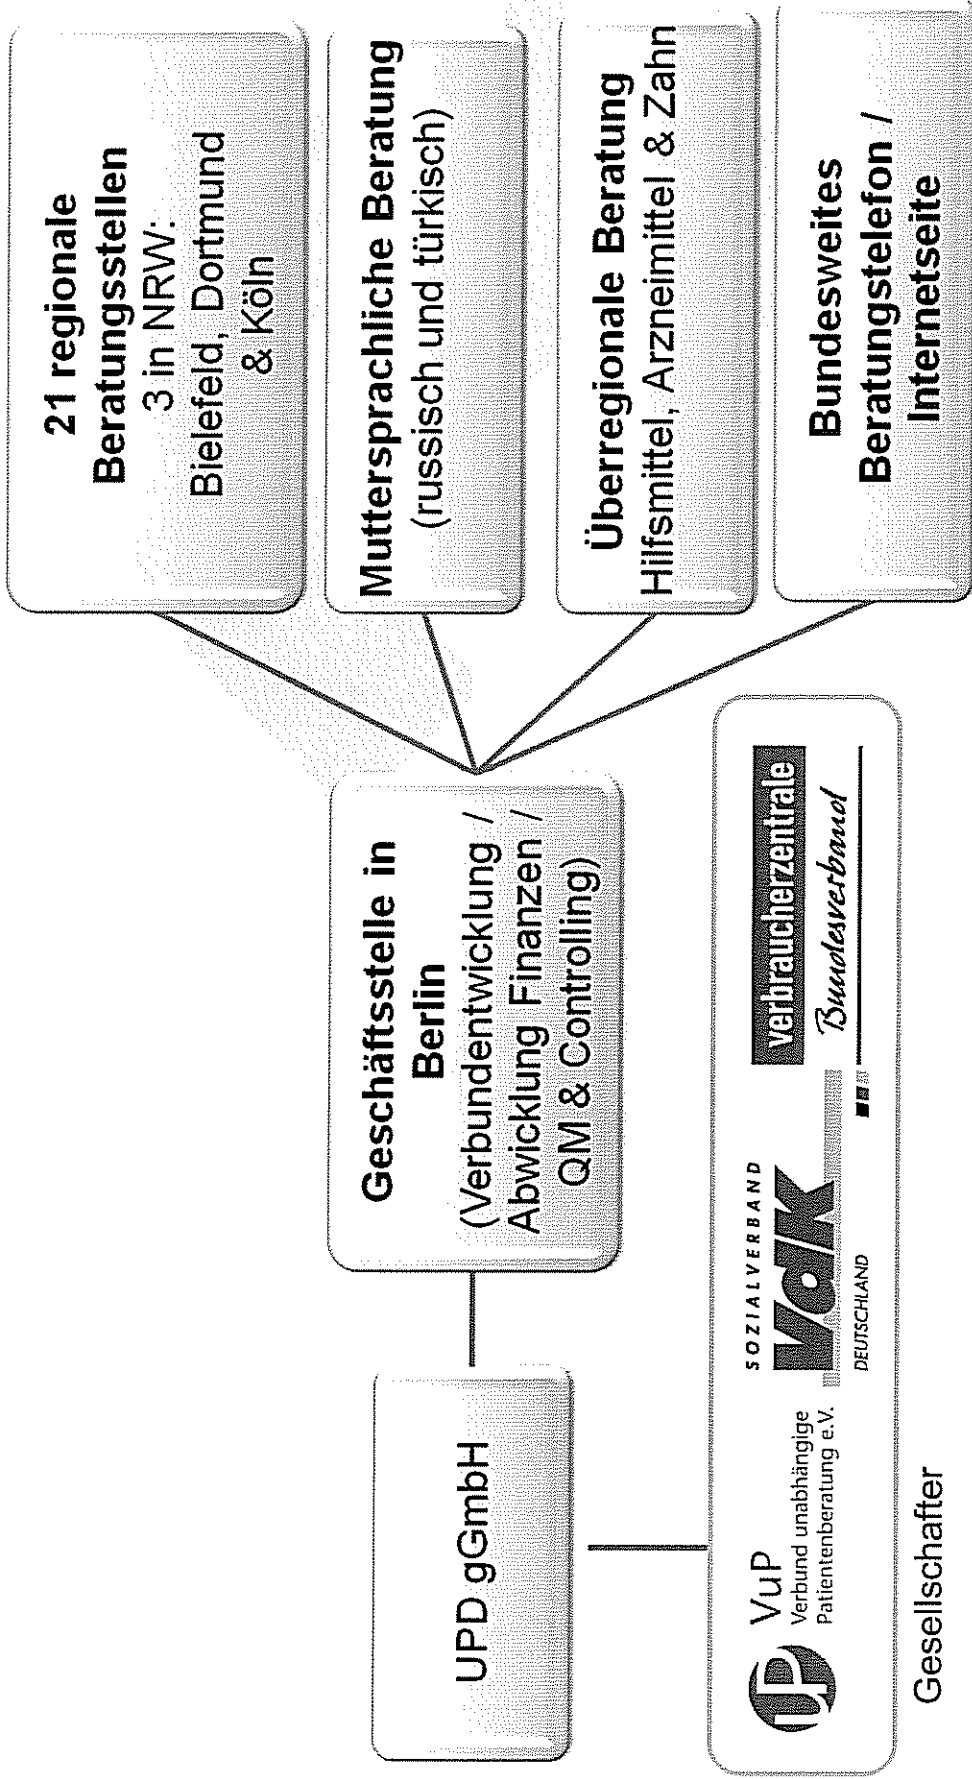 UPD gGmbH
Geschäftsstelle in
Berlin
(Verbundentwicklung /
Abwicklung Finanzen /
QM & Controlling)
21 regionale
Beratungsstellen
3 in NRW:
Bielefeld, Dortmund
& Köln
Muttersprachliche Beratung
(russisch und türkisch)
Überregionale Beratung
Hilfsmittel, Arzneimittel & Zahn
Bundesweites
Beratungstelefon /
Internetseite
uP
VuP
Verbund unabhängige
Patientenberatung e.V.
SOZIALVERBAND
VdK
DEUTSCHLAND
verbraucherzentrale
Bundesverband
Gesellschafter